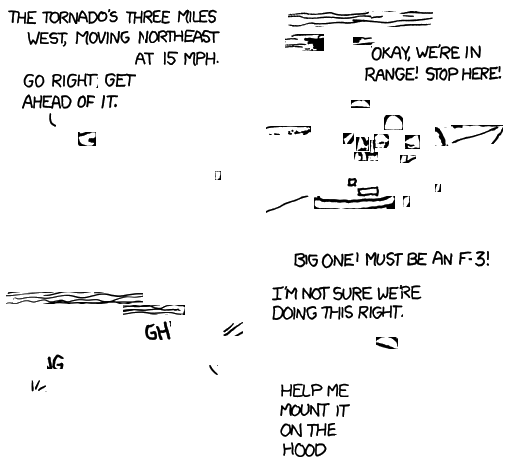 THE TORNADO'S THREE MILES
WEST, MOVING NORTHEAST
AT 15 MPH.
GO RIGHT, GET
AHEAD OF IT.
OKAY, WE'RE IN
RANGE! STOP HERE!
BIG ONE! MUST BE AN F-3!
I'M NOT SURE WE'RE
DOING THIS RIGHT.
HELP ME
MOUNT IT
ON THE
HOOD